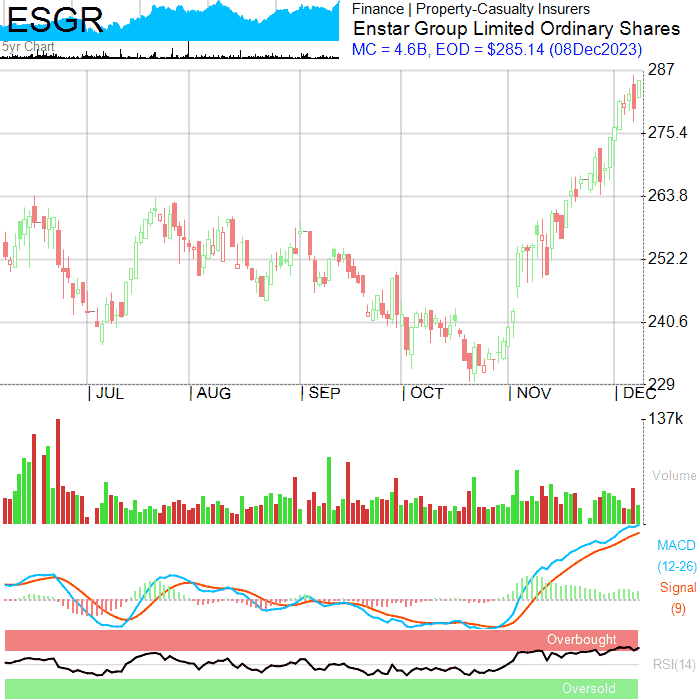 ESGR
5yr Chart
Finance | Property-Casualty Insurers
Enstar Group Limited Ordinary Shares
MC = 4.6B, EOD = $285.14 (08Dec2023)
287
275.4
263.8
252.2
240.6
229
| JUL | AUG | SEP | OCT | NOV | DEC
137k
Volume
MACD
(12-26)
Signal
(9)
Overbought
RSI(14)
Oversold